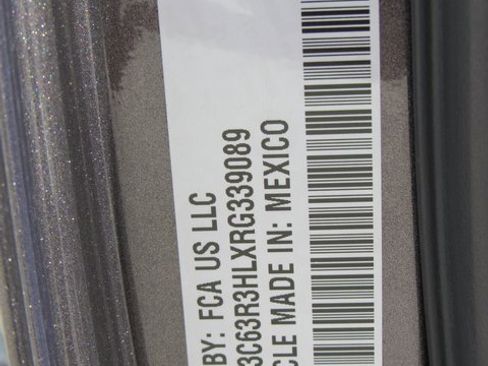 BY: FCA US LLC
3C63R3HLXRG339089
CLE MADE IN: MEXICO